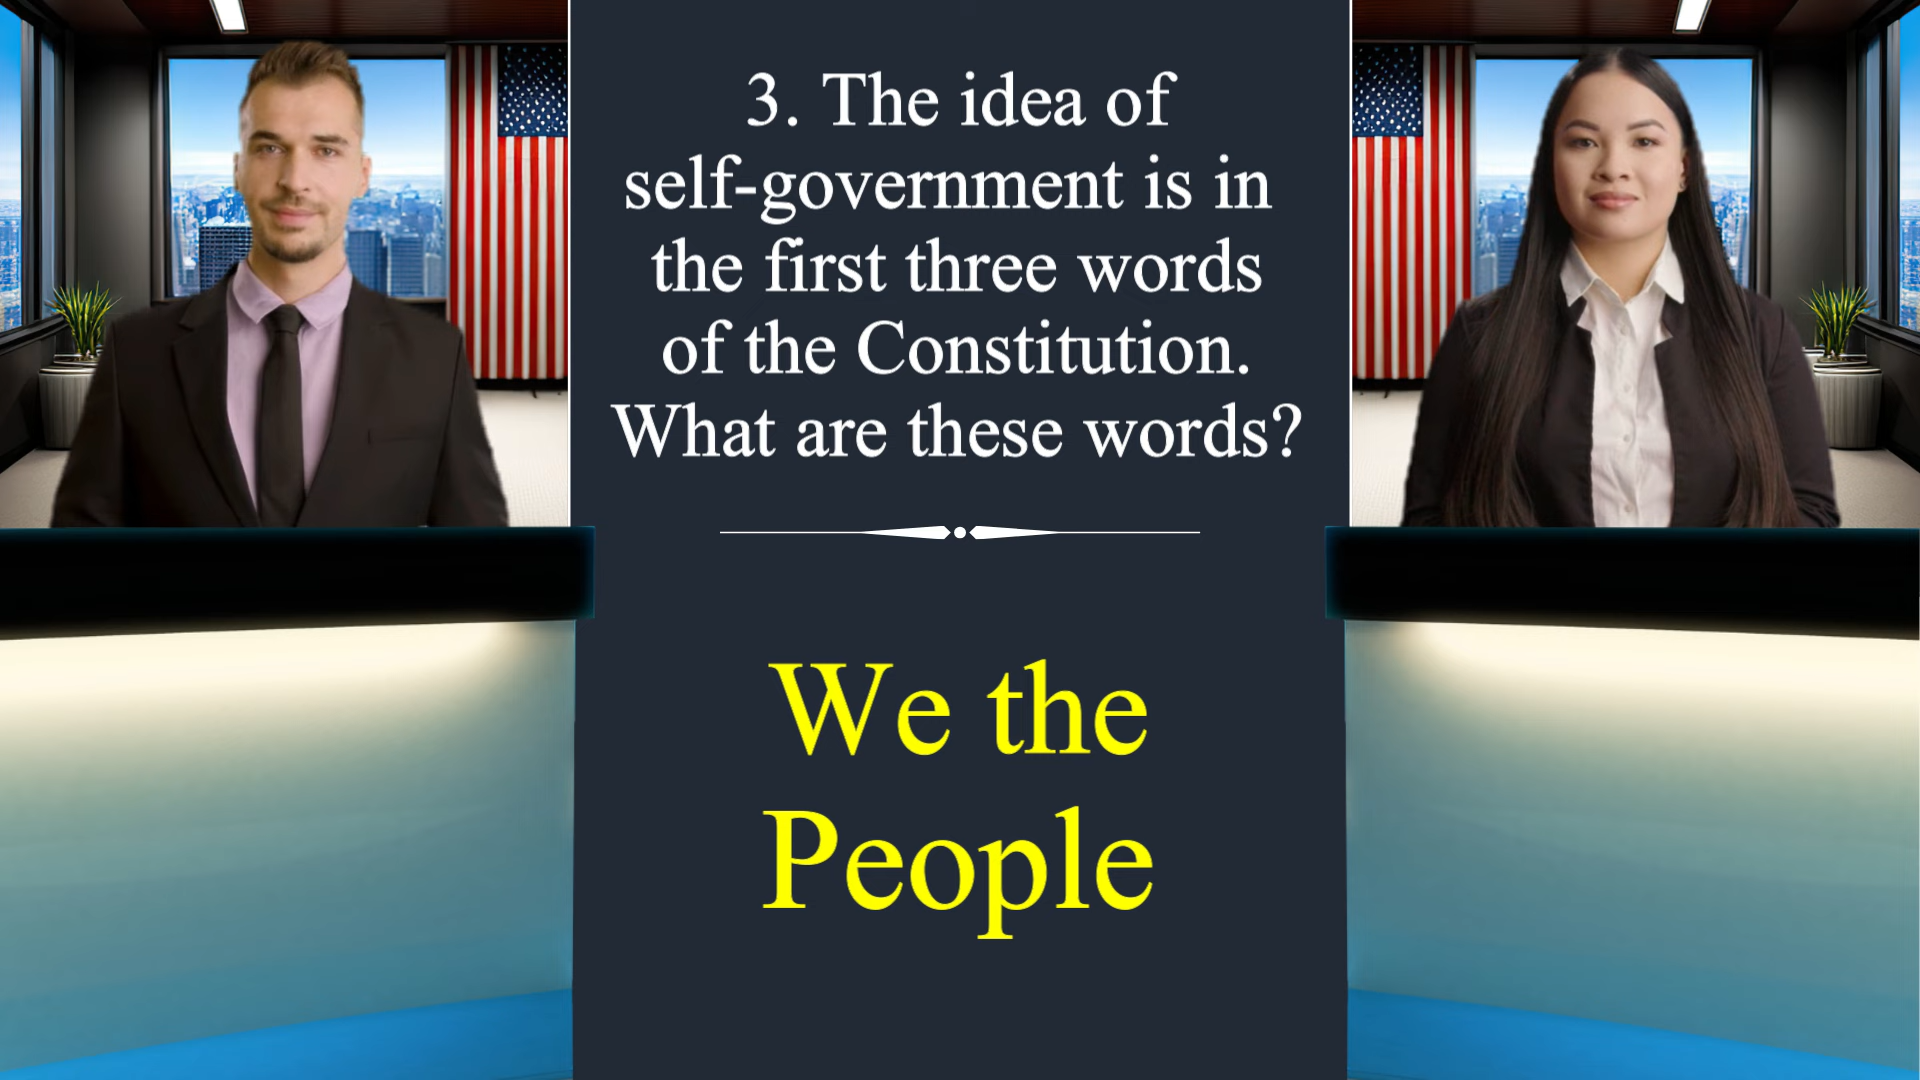 3. The idea of
self-government is in
the first three words
of the Constitution.
What are these words?
We the
People